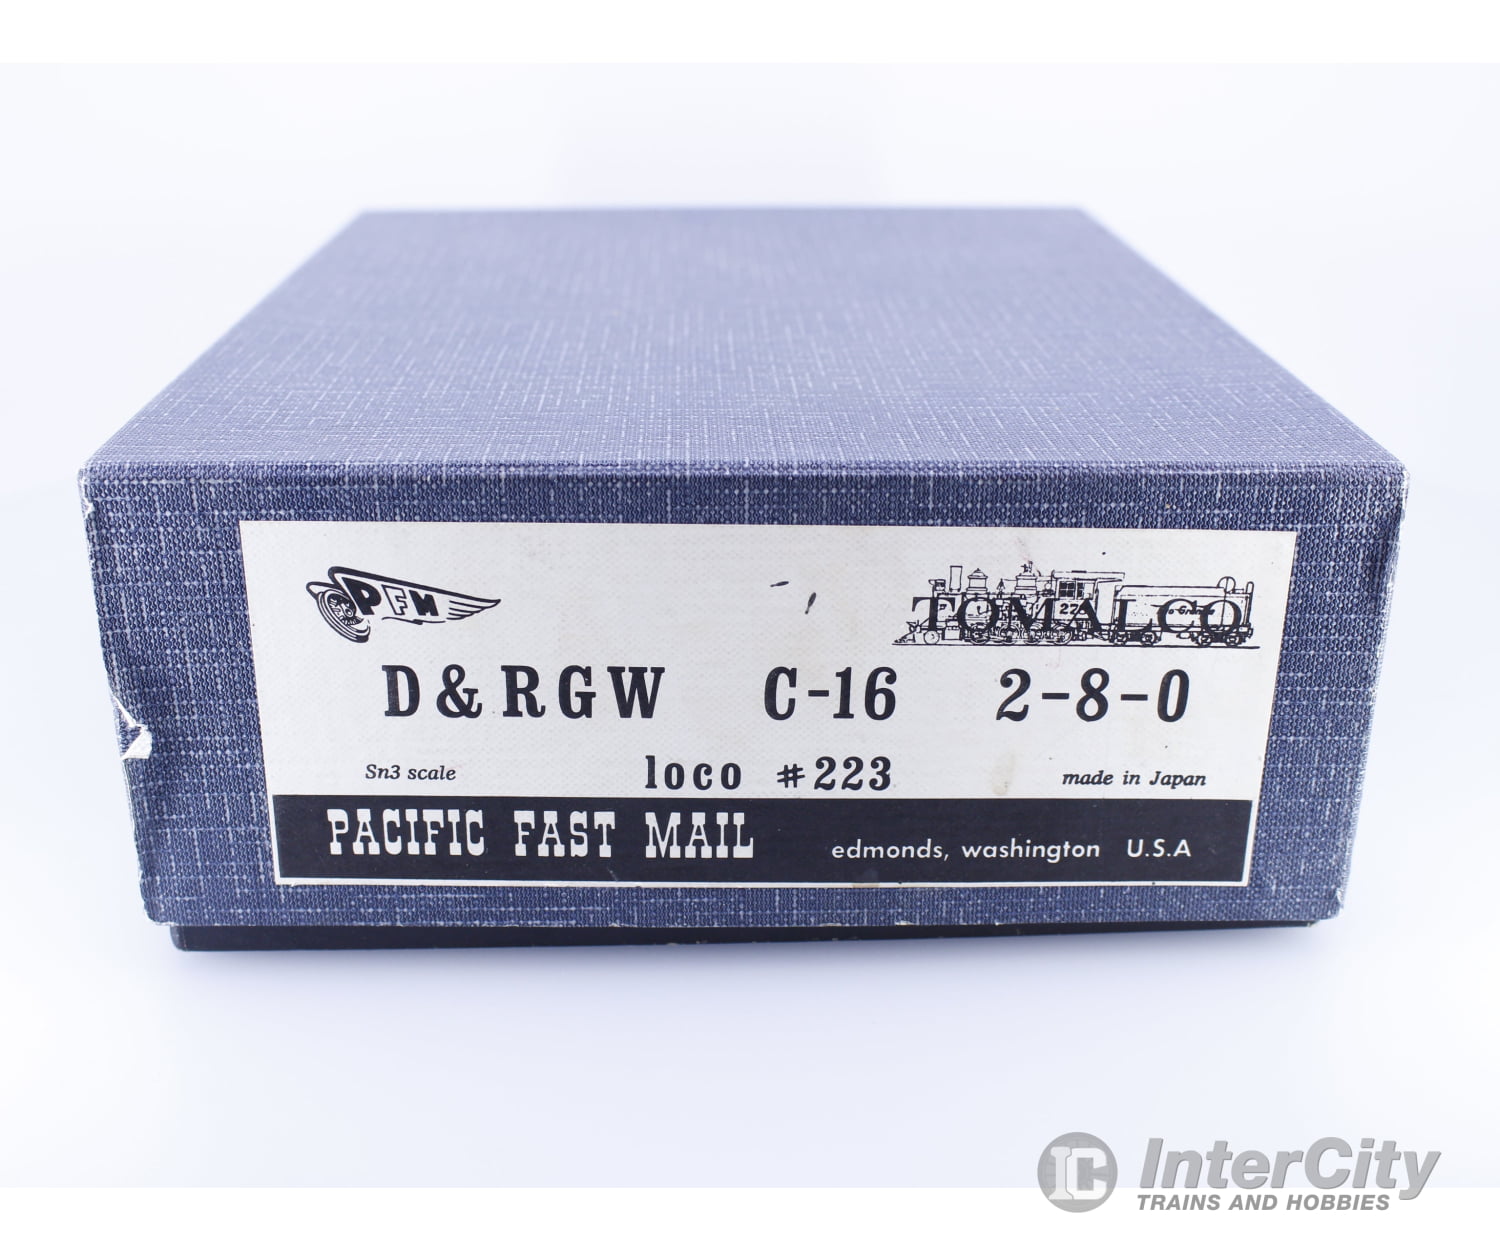 PFM
TOMALCO
D&RGW C-16 2-8-0
Sn3 scale loco #223 made in Japan
PACIFIC FAST MAIL edmonds, washington U.S.A
IC InterCity
TRAINS AND HOBBIES